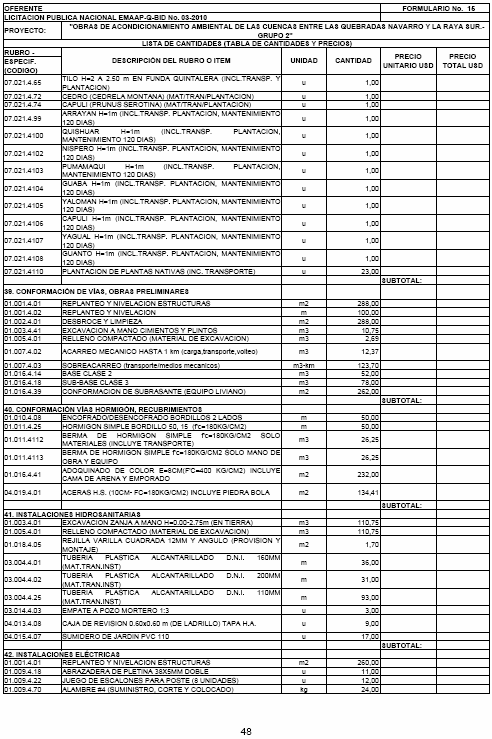 OFERENTE FORMULARIO No. 15
LICITACION PUBLICA NACIONAL EMAAP-Q-BID No. 03-2010
PROYECTO: "OBRAS DE ACONDICIONAMIENTO AMBIENTAL DE LAS CUENCAS ENTRE LAS QUEBRADAS NAVARRO Y LA RAYA SUR.-
GRUPO 2"
LISTA DE CANTIDADES (TABLA DE CANTIDADES Y PRECIOS)
RUBRO - ESPECIF. (CODIGO) DESCRIPCIÓN DEL RUBRO O ITEM UNIDAD CANTIDAD PRECIO UNITARIO USD PRECIO TOTAL USD
07.021.4.65 TILO H=2 A 2.50 m EN FUNDA QUINTALERA (INCL.TRANSP. Y
PLANTACION) u 1,00
07.021.4.72 CEDRO (CEDRELA MONTANA) (MAT/TRAN/PLANTACION) u 1,00
07.021.4.74 CAPULI (PRUNUS SEROTINA) (MAT/TRAN/PLANTACION) u 1,00
07.021.4.99 ARRAYAN H=1m (INCL.TRANSP. PLANTACION, MANTENIMIENTO
120 DIAS) u 1,00
07.021.4100 QUISHUAR H=1m (INCL.TRANSP. PLANTACION,
MANTENIMIENTO 120 DIAS) u 1,00
07.021.4102 NISPERO H=1m (INCL.TRANSP. PLANTACION, MANTENIMIENTO
120 DIAS) u 1,00
07.021.4103 PUMAMAQUI H=1m (INCL.TRANSP. PLANTACION,
MANTENIMIENTO 120 DIAS) u 1,00
07.021.4104 GUABA H=1m (INCL.TRANSP. PLANTACION, MANTENIMIENTO
120 DIAS) u 1,00
07.021.4105 YALOMAN H=1m (INCL.TRANSP. PLANTACION, MANTENIMIENTO
120 DIAS) u 1,00
07.021.4106 CAPULI H=1m (INCL.TRANSP. PLANTACION, MANTENIMIENTO
120 DIAS) u 1,00
07.021.4107 YAGUAL H=1m (INCL.TRANSP. PLANTACION, MANTENIMIENTO
120 DIAS) u 1,00
07.021.4108 GUANTO H=1m (INCL.TRANSP. PLANTACION, MANTENIMIENTO
120 DIAS) u 1,00
07.021.4110 PLANTACION DE PLANTAS NATIVAS (INC. TRANSPORTE) u 23,00
SUBTOTAL:
39. CONFORMACIÓN DE VÍAS, OBRAS PRELIMINARES
01.001.4.01 REPLANTEO Y NIVELACION ESTRUCTURAS m2 288,00
01.001.4.02 REPLANTEO Y NIVELACION m 100,00
01.002.4.01 DESBROCE Y LIMPIEZA m2 288,00
01.003.4.41 EXCAVACION A MANO CIMIENTOS Y PLINTOS m3 10,75
01.005.4.01 RELLENO COMPACTADO (MATERIAL DE EXCAVACION) m3 2,69
01.007.4.02 ACARREO MECANICO HASTA 1 km (carga,transporte,volteo) m3 12,37
01.007.4.03 SOBREACARREO (transporte/medios mecanicos) m3-km 123,70
01.016.4.14 BASE CLASE 2 m3 52,00
01.016.4.18 SUB-BASE CLASE 3 m3 78,00
01.016.4.39 CONFORMACION DE SUBRASANTE (EQUIPO LIVIANO) m2 262,00
SUBTOTAL:
40. CONFORMACIÓN VÍAS HORMIGÓN, RECUBRIMIENTOS
01.010.4.08 ENCOFRADO/DESENCOFRADO BORDILLOS 2 LADOS m 50,00
01.011.4.25 HORMIGON SIMPLE BORDILLO 50, 15 (f'c=180KG/CM2) m 50,00
01.011.4112 BERMA DE HORMIGON SIMPLE f'c=180KG/CM2 SOLO
MATERIALES (INCLUYE TRANSPORTE) m3 26,25
01.011.4113 BERMA DE HORMIGON SIMPLE f'c=180KG/CM2 SOLO MANO DE
OBRA Y EQUIPO m3 26,25
01.016.4.41 ADOQUINADO DE COLOR E=8CM(F'C=400 KG/CM2) INCLUYE
CAMA DE ARENA Y EMPORADO m2 232,00
04.019.4.01 ACERAS H.S. (10CM- FC=180KG/CM2) INCLUYE PIEDRA BOLA m2 134,41
SUBTOTAL:
41. INSTALACIONES HIDROSANITARIAS
01.003.4.01 EXCAVACION ZANJA A MANO H=0.00-2.75m (EN TIERRA) m3 110,75
01.005.4.01 RELLENO COMPACTADO (MATERIAL DE EXCAVACION) m3 110,75
01.018.4.05 REJILLA VARILLA CUADRADA 12MM Y ANGULO (PROVISION Y
MONTAJE) m2 1,70
03.004.4.01 TUBERIA PLASTICA ALCANTARILLADO D.N.I. 160MM
(MAT.TRAN.INST) m 36,00
03.004.4.02 TUBERIA PLASTICA ALCANTARILLADO D.N.I. 200MM
(MAT.TRAN.INST) m 31,00
03.004.4.25 TUBERIA PLASTICA ALCANTARILLADO D.N.I. 110MM
(MAT.TRAN.INST) m 93,00
03.014.4.03 EMPATE A POZO MORTERO 1:3 u 3,00
04.013.4.08 CAJA DE REVISION 0.60x0.60 m (DE LADRILLO) TAPA H.A. u 9,00
04.015.4.07 SUMIDERO DE JARDIN PVC 110 u 17,00
SUBTOTAL:
42. INSTALACIONES ELÉCTRICAS
01.001.4.01 REPLANTEO Y NIVELACION ESTRUCTURAS m2 260,00
01.009.4.18 ABRAZADERA DE PLETINA 38X5MM DOBLE u 11,00
01.009.4.22 JUEGO DE ESCALONES PARA POSTE (8 UNIDADES) u 12,00
01.009.4.70 ALAMBRE #4 (SUMINISTRO, CORTE Y COLOCADO) kg 24,00
48